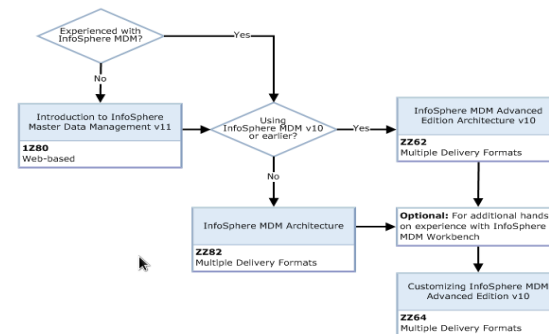 Experienced with
InfoSphere MDM?
Yes
No
Introduction to InfoSphere
Master Data Management v11
1Z80
Web-based
Using
InfoSphere MDM v10
or earlier?
Yes
No
InfoSphere MDM Advanced
Edition Architecture v10
ZZ62
Multiple Delivery Formats
InfoSphere MDM Architecture
ZZ82
Multiple Delivery Formats
Optional: For additional hands
on experience with InfoSphere
MDM Workbench
Customizing InfoSphere MDM
Advanced Edition v10
ZZ64
Multiple Delivery Formats